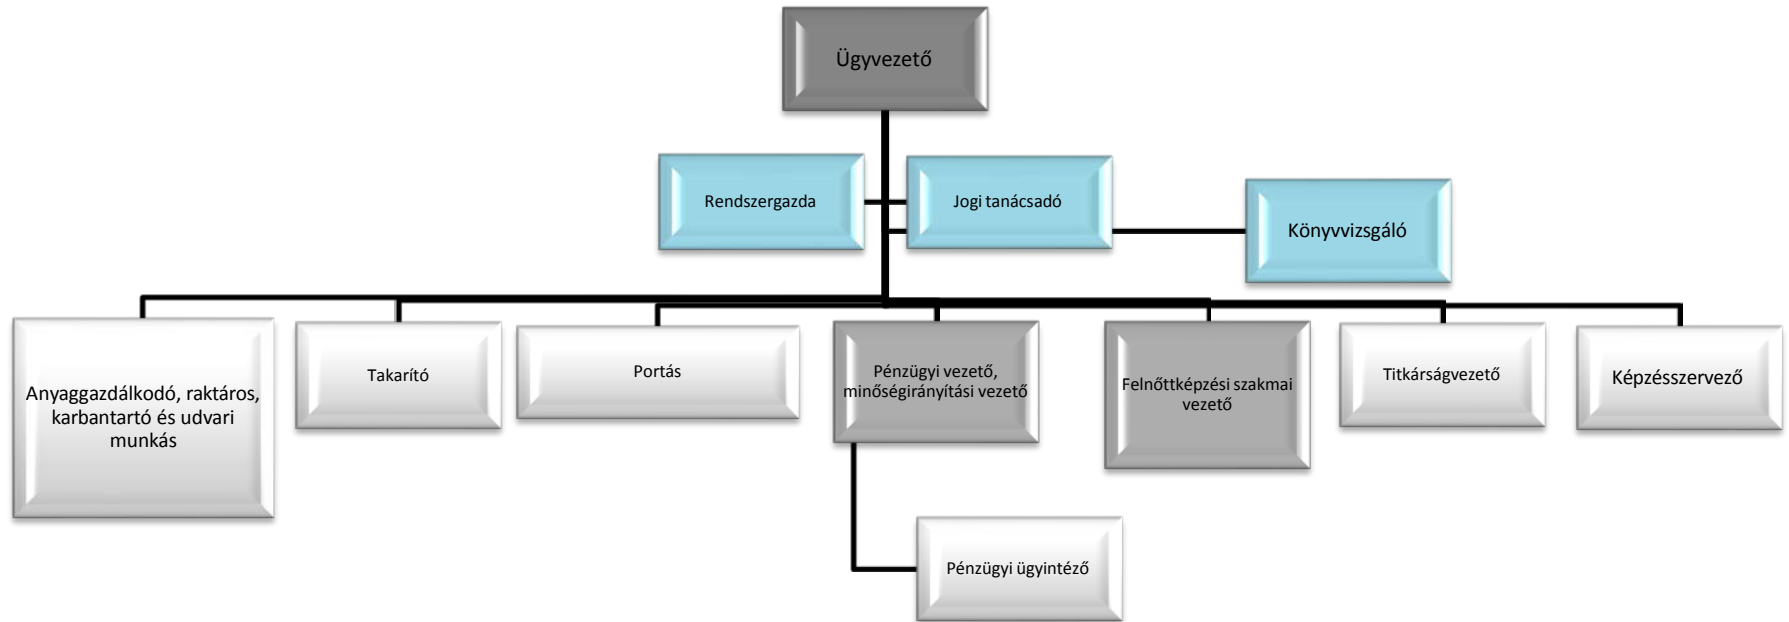 Ügyvezető
Rendszergazda
Jogi tanácsadó
Könyvvizsgáló
Anyaggazdálkodó, raktáros,
karbantartó és udvari
munkás
Takarító
Portás
Pénzügyi vezető,
minőségirányítási vezető
Felnőttképzési szakmai
vezető
Titkárságvezető
Képzésszervező
Pénzügyi ügyintéző